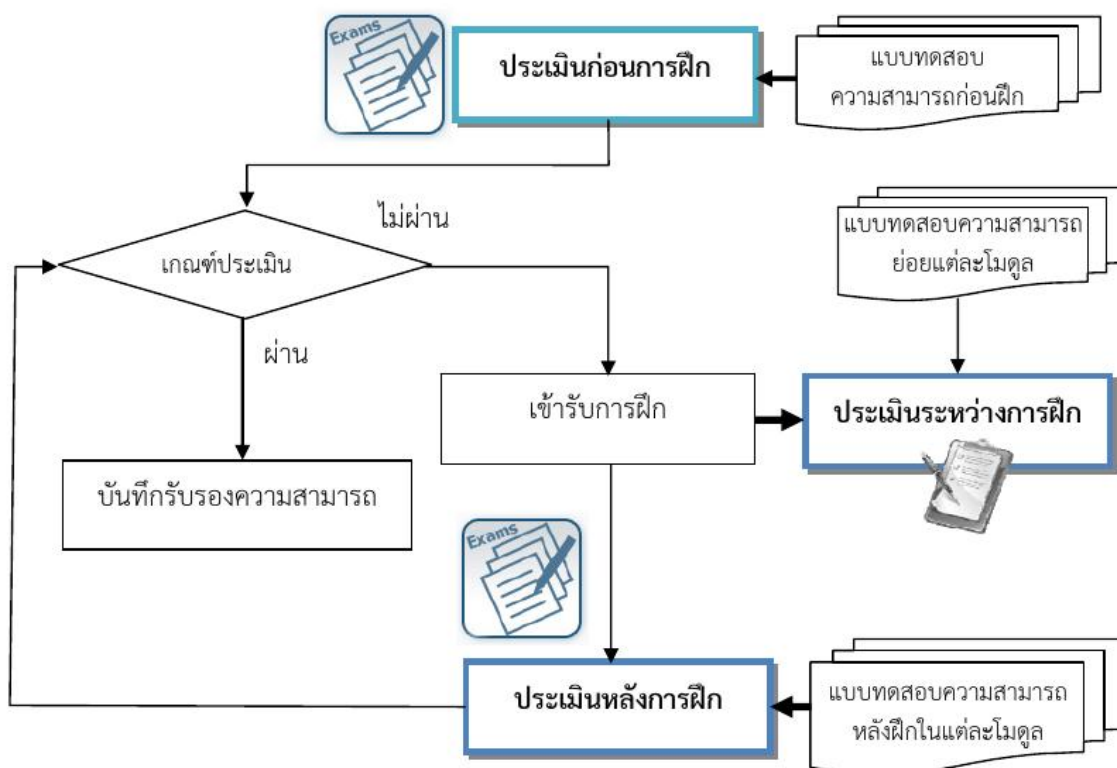 Exams
ประเมินก่อนการฝึก
แบบทดสอบ
ความสามารถก่อนฝึก
ไม่ผ่าน
เกณฑ์ประเมิน
แบบทดสอบความสามารถ
ย่อยแต่ละโมดูล
ผ่าน
เข้ารับการฝึก
ประเมินระหว่างการฝึก
บันทึกรับรองความสามารถ
Exams
ประเมินหลังการฝึก
แบบทดสอบความสามารถ
หลังฝึกในแต่ละโมดูล